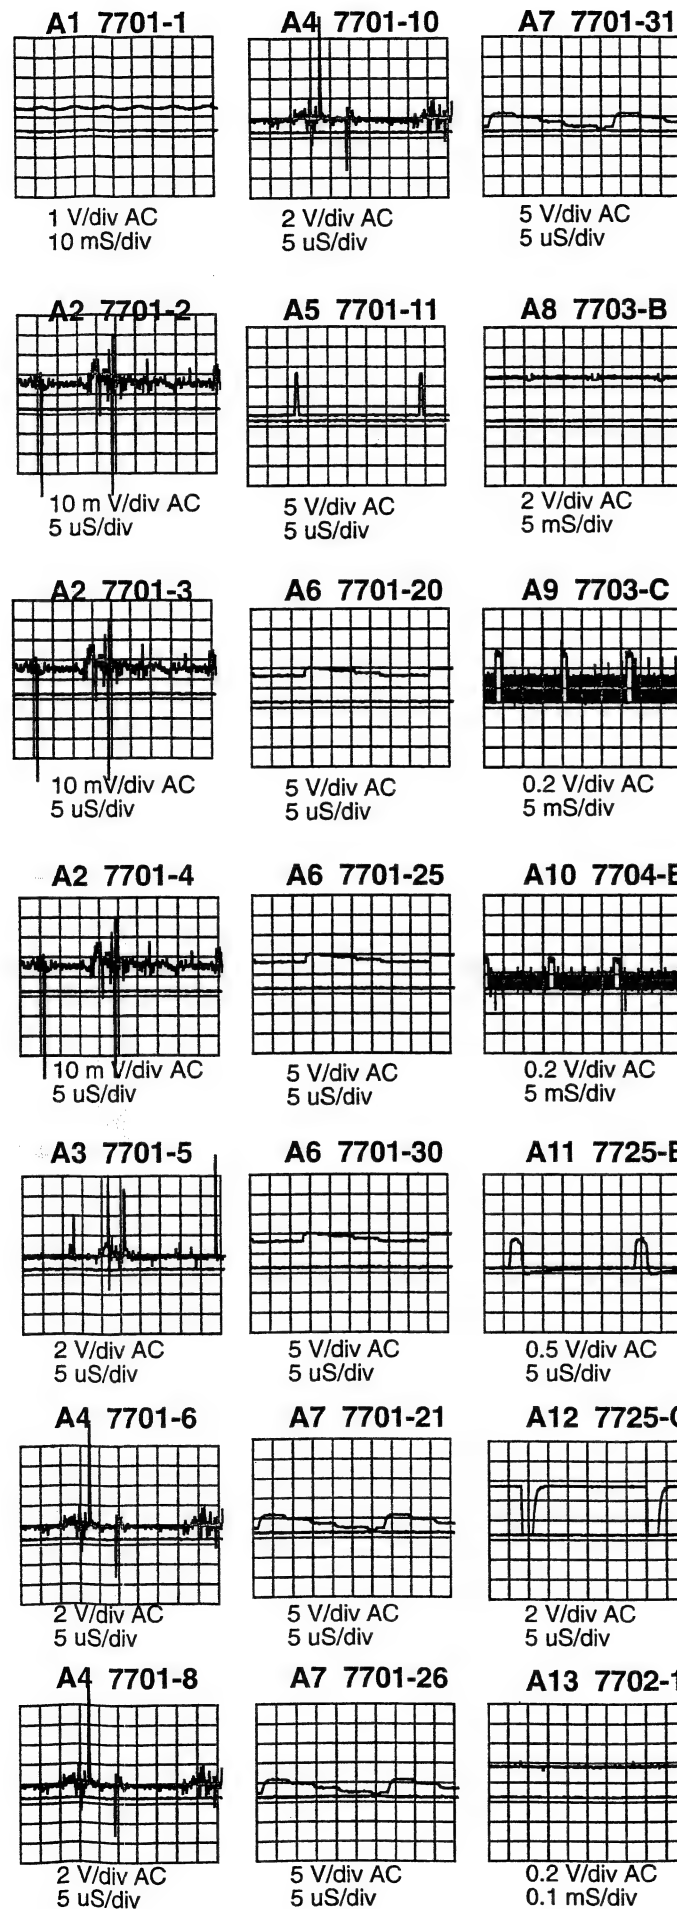 A1 7701-1
1 V/div AC
10 mS/div
A2 7701-2
10 m V/div AC
5 uS/div
A2 7701-3
10 mV/div AC
5 uS/div
A2 7701-4
10 m V/div AC
5 uS/div
A3 7701-5
2 V/div AC
5 uS/div
A4 7701-6
2 V/div AC
5 uS/div
A4 7701-8
2 V/div AC
5 uS/div
A4 7701-10
2 V/div AC
5 uS/div
A5 7701-11
5 V/div AC
5 uS/div
A6 7701-20
5 V/div AC
5 uS/div
A6 7701-25
5 V/div AC
5 uS/div
A6 7701-30
5 V/div AC
5 uS/div
A7 7701-21
5 V/div AC
5 uS/div
A7 7701-26
5 V/div AC
5 uS/div
A7 7701-31
5 V/div AC
5 uS/div
A8 7703-B
2 V/div AC
5 mS/div
A9 7703-C
0.2 V/div AC
5 mS/div
A10
0.2 V/div AC
5 mS/div
A11
0.5 V/div AC
5 uS/div
A12
2 V/div AC
5 uS/div
A13 7702-1
0.2 V/div AC
0.1 mS/div